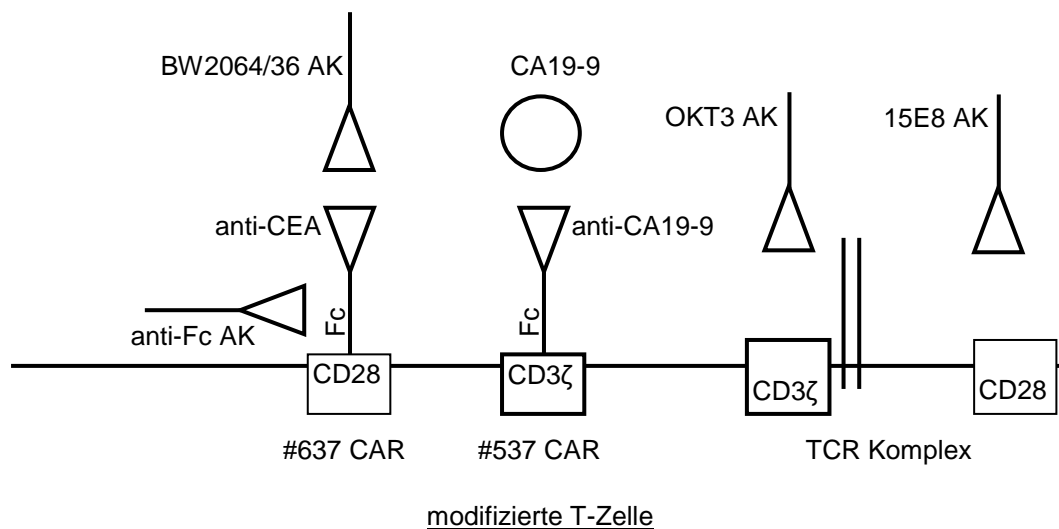 BW2064/36 AK
CA19-9
OKT3 AK
15E8 AK
anti-CEA
anti-CA19-9
Fc
Fc
anti-Fc AK
CD28
CD3ζ
CD3ζ
CD28
#637 CAR
#537 CAR
TCR Komplex
modifizierte T-Zelle